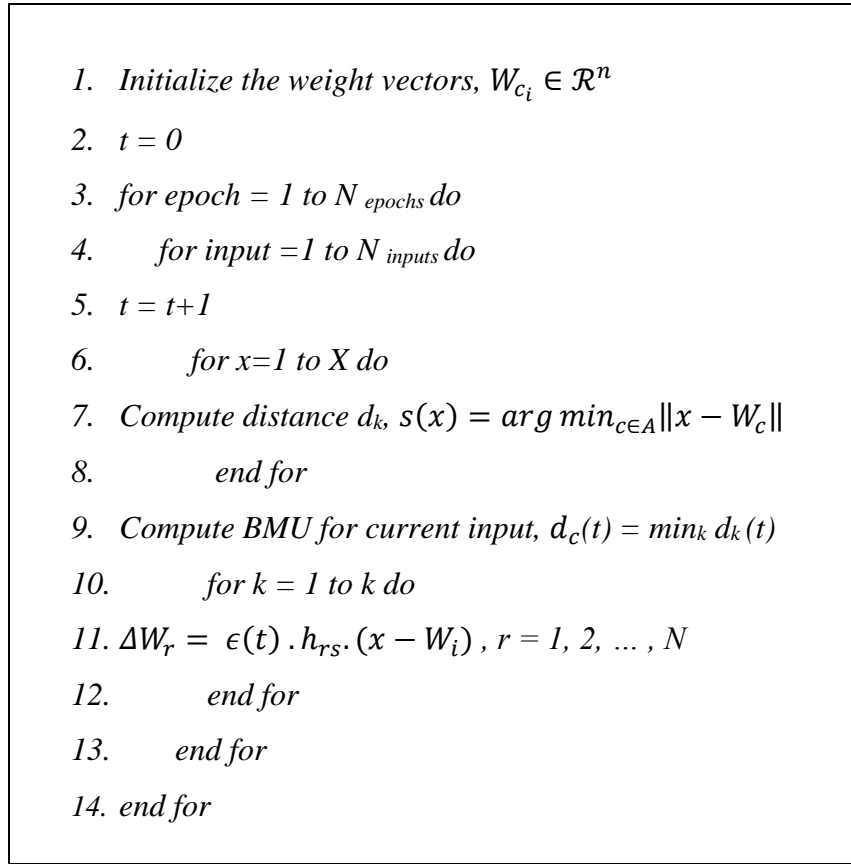 1. Initialize the weight vectors, W_{c_i} ∈ ℛ^n
2. t = 0
3. for epoch = 1 to N _{epochs} do
4. for input =1 to N _{inputs} do
5. t = t+1
6. for x=1 to X do
7. Compute distance d_k, s(x) = arg min_{c∈A}‖x − W_c‖
8. end for
9. Compute BMU for current input, d_c(t) = min_k d_k (t)
10. for k = 1 to k do
11. ΔW_r = ϵ(t) . h_{rs}. (x − W_i) , r = 1, 2, ... , N
12. end for
13. end for
14. end for